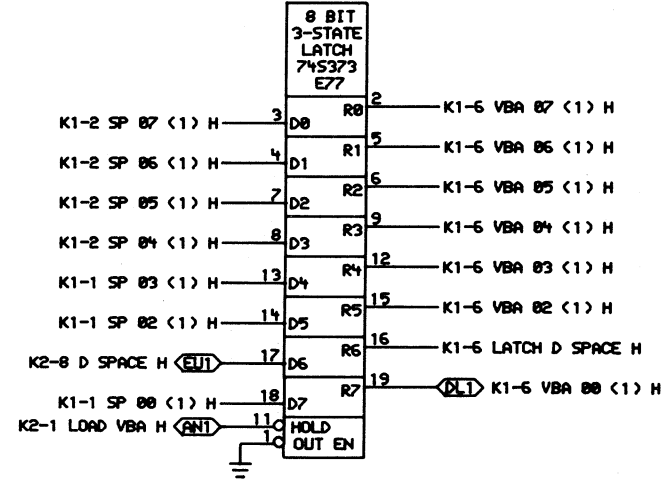 8 BIT
3-STATE
LATCH
74S373
E77
K1-2 SP 07 (1) H 3 D0 R0 2 K1-6 VBA 07 (1) H
K1-2 SP 06 (1) H 4 D1 R1 5 K1-6 VBA 06 (1) H
K1-2 SP 05 (1) H 7 D2 R2 6 K1-6 VBA 05 (1) H
K1-2 SP 04 (1) H 8 D3 R3 9 K1-6 VBA 04 (1) H
K1-1 SP 03 (1) H 13 D4 R4 12 K1-6 VBA 03 (1) H
K1-1 SP 02 (1) H 14 D5 R5 15 K1-6 VBA 02 (1) H
K2-8 D SPACE H EU1 17 D6 R6 16 K1-6 LATCH D SPACE H
K1-1 SP 00 (1) H 18 D7 R7 19 DL1 K1-6 VBA 00 (1) H
K2-1 LOAD VBA H AN1 11 HOLD
1 OUT EN